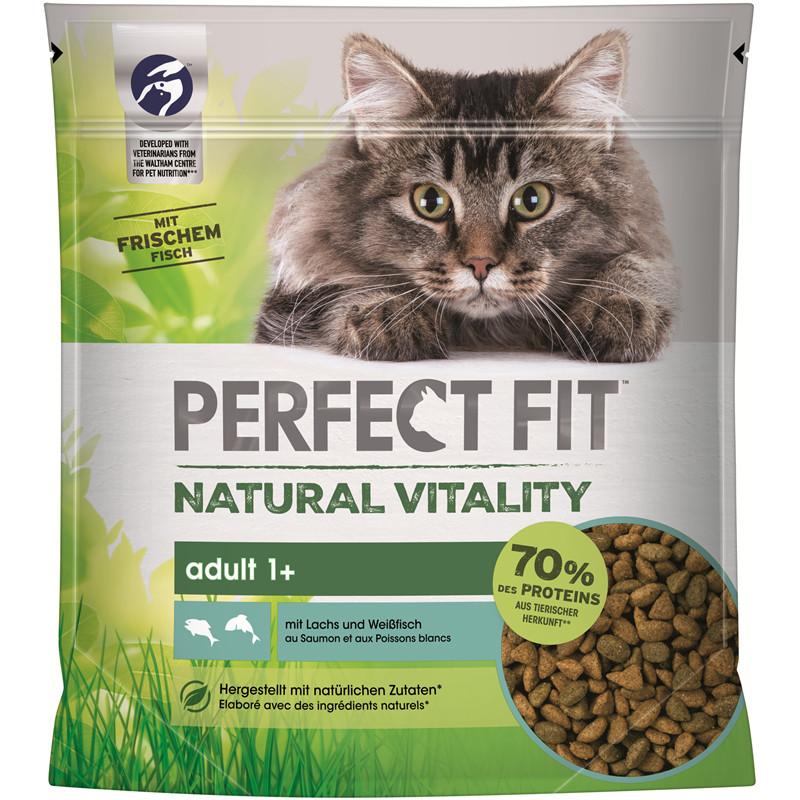 DEVELOPED WITH
VETERINARIANS FROM
THE WALTHAM CENTRE
FOR PET NUTRITION***
MIT
FRISCHEM
FISCH
PERFECT FIT™
NATURAL VITALITY
adult 1+
70%
DES PROTEINS
AUS TIERISCHER
HERKUNFT**
mit Lachs und Weißfisch
au Saumon et aux Poissons blancs
Hergestellt mit natürlichen Zutaten*
Elaboré avec des ingrédients naturels*